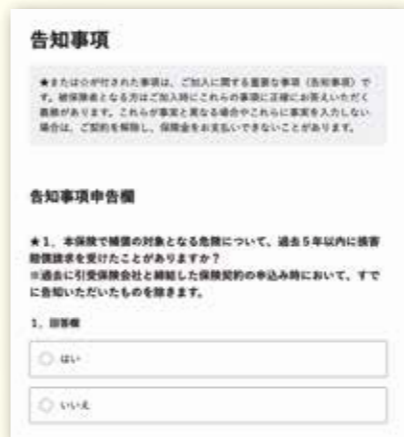 告知事項
★または☆が付された事項は、ご加入に関する重要な事項（告知事項）で
す。被保険者となる方はご加入時にこれらの事項に正確にお答えいただく
義務があります。これらが事実と異なる場合やこれらに事実を入力しない
場合は、ご契約を解除し、保険金をお支払いできないことがあります。
告知事項申告欄
★１．本保険で補償の対象となる危険について、過去５年以内に損害
賠償請求を受けたことがありますか？
※過去に引受保険会社と締結した保険契約の申込み時において、すで
に告知いただいたものを除きます。
１．回答欄
はい
いいえ